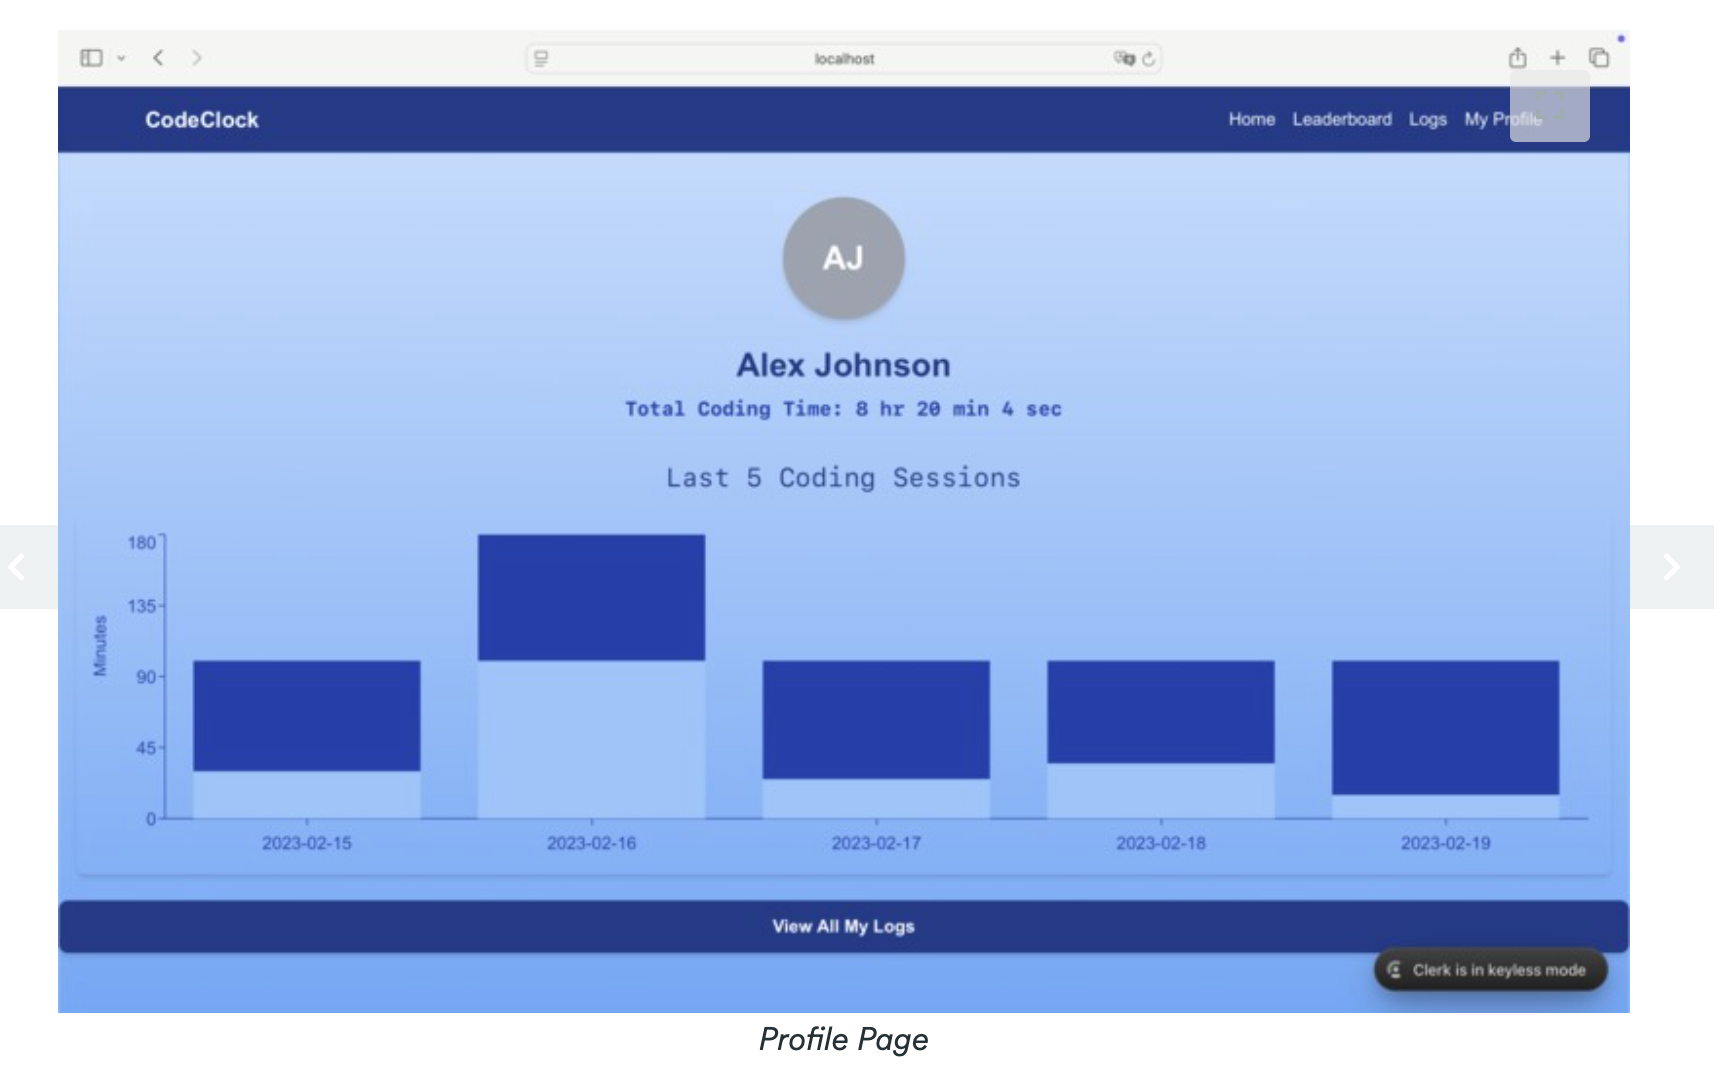 localhost
CodeClock
Home Leaderboard Logs My Profile
AJ
Alex Johnson
Total Coding Time: 8 hr 20 min 4 sec
Last 5 Coding Sessions
Minutes
180
135
90
45
0
2023-02-15 2023-02-16 2023-02-17 2023-02-18 2023-02-19
View All My Logs
Clerk is in keyless mode
Profile Page